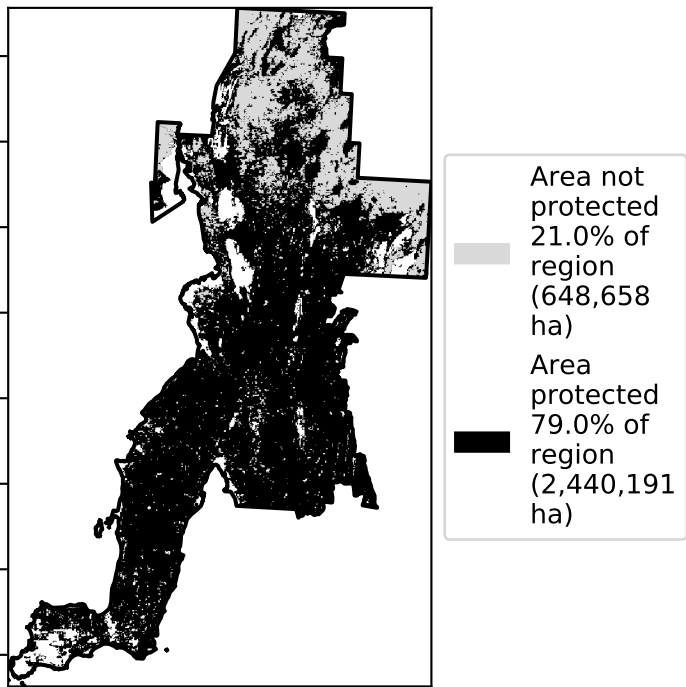 Area not
protected
21.0% of
region
(648,658
ha)
Area
protected
79.0% of
region
(2,440,191
ha)